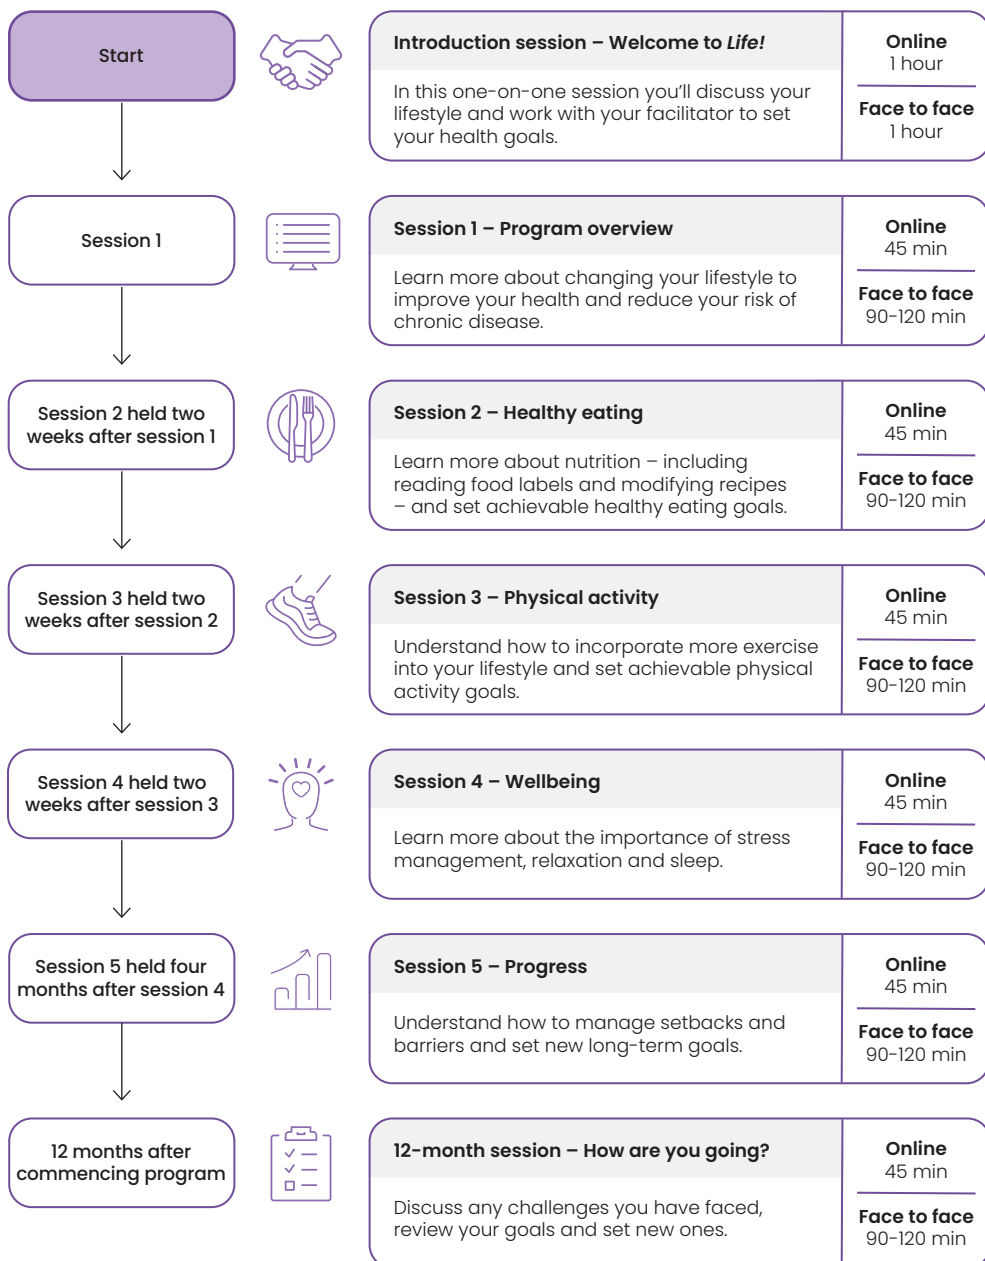 Start
Introduction session – Welcome to Life!
In this one-on-one session you'll discuss your
lifestyle and work with your facilitator to set
your health goals.
Online
1 hour
Face to face
1 hour
Session 1
Session 1 – Program overview
Learn more about changing your lifestyle to
improve your health and reduce your risk of
chronic disease.
Online
45 min
Face to face
90-120 min
Session 2 held two
weeks after session 1
Session 2 – Healthy eating
Learn more about nutrition – including
reading food labels and modifying recipes
– and set achievable healthy eating goals.
Online
45 min
Face to face
90-120 min
Session 3 held two
weeks after session 2
Session 3 – Physical activity
Understand how to incorporate more exercise
into your lifestyle and set achievable physical
activity goals.
Online
45 min
Face to face
90-120 min
Session 4 held two
weeks after session 3
Session 4 – Wellbeing
Learn more about the importance of stress
management, relaxation and sleep.
Online
45 min
Face to face
90-120 min
Session 5 held four
months after session 4
Session 5 – Progress
Understand how to manage setbacks and
barriers and set new long-term goals.
Online
45 min
Face to face
90-120 min
12 months after
commencing program
12-month session – How are you going?
Discuss any challenges you have faced,
review your goals and set new ones.
Online
45 min
Face to face
90-120 min